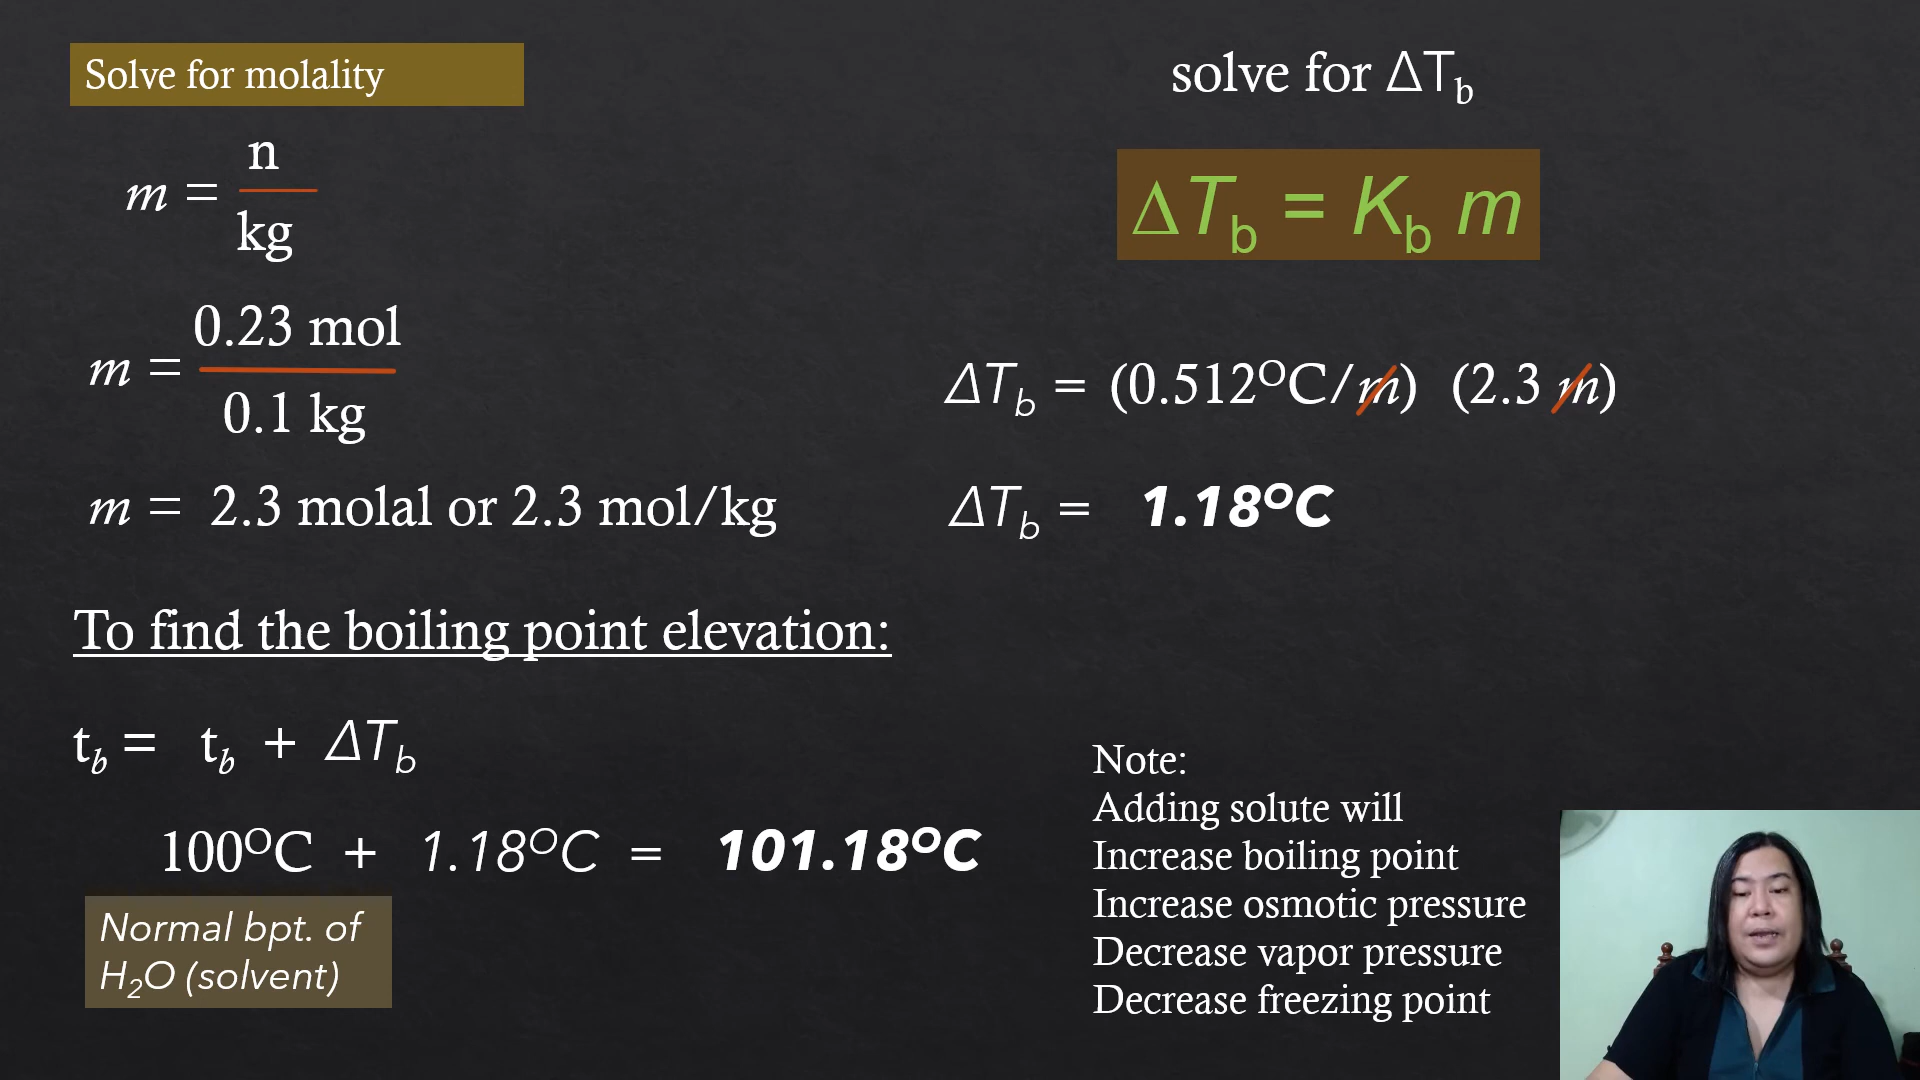 Solve for molality
m = n
kg
m = 0.23 mol
0.1 kg
m = 2.3 molal or 2.3 mol/kg
To find the boiling point elevation:
t_b = t_b + ΔT_b
100°C + 1.18°C = 101.18°C
Normal bpt. of
H₂O (solvent)
solve for ΔT_b
ΔT_b = K_b m
ΔT_b = (0.512°C/m) (2.3 m)
ΔT_b = 1.18°C
Note:
Adding solute will
Increase boiling point
Increase osmotic pressure
Decrease vapor pressure
Decrease freezing point